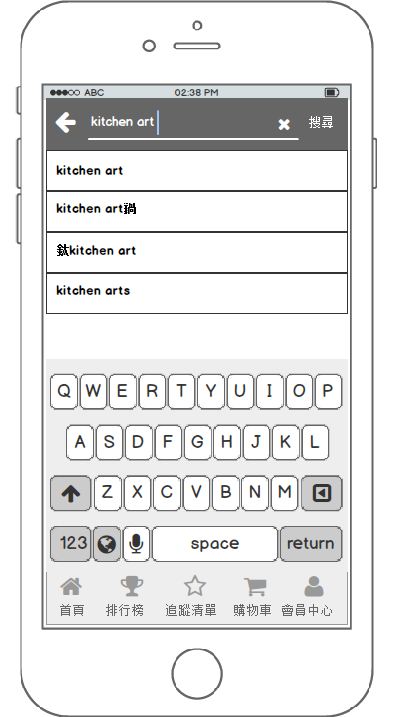 ABC 02:38 PM
kitchen art 搜尋
kitchen art
kitchen art鍋
鈦kitchen art
kitchen arts
Q W E R T Y U I O P
A S D F G H J K L
Z X C V B N M
123 space return
首頁 排行榜 追蹤清單 購物車 會員中心